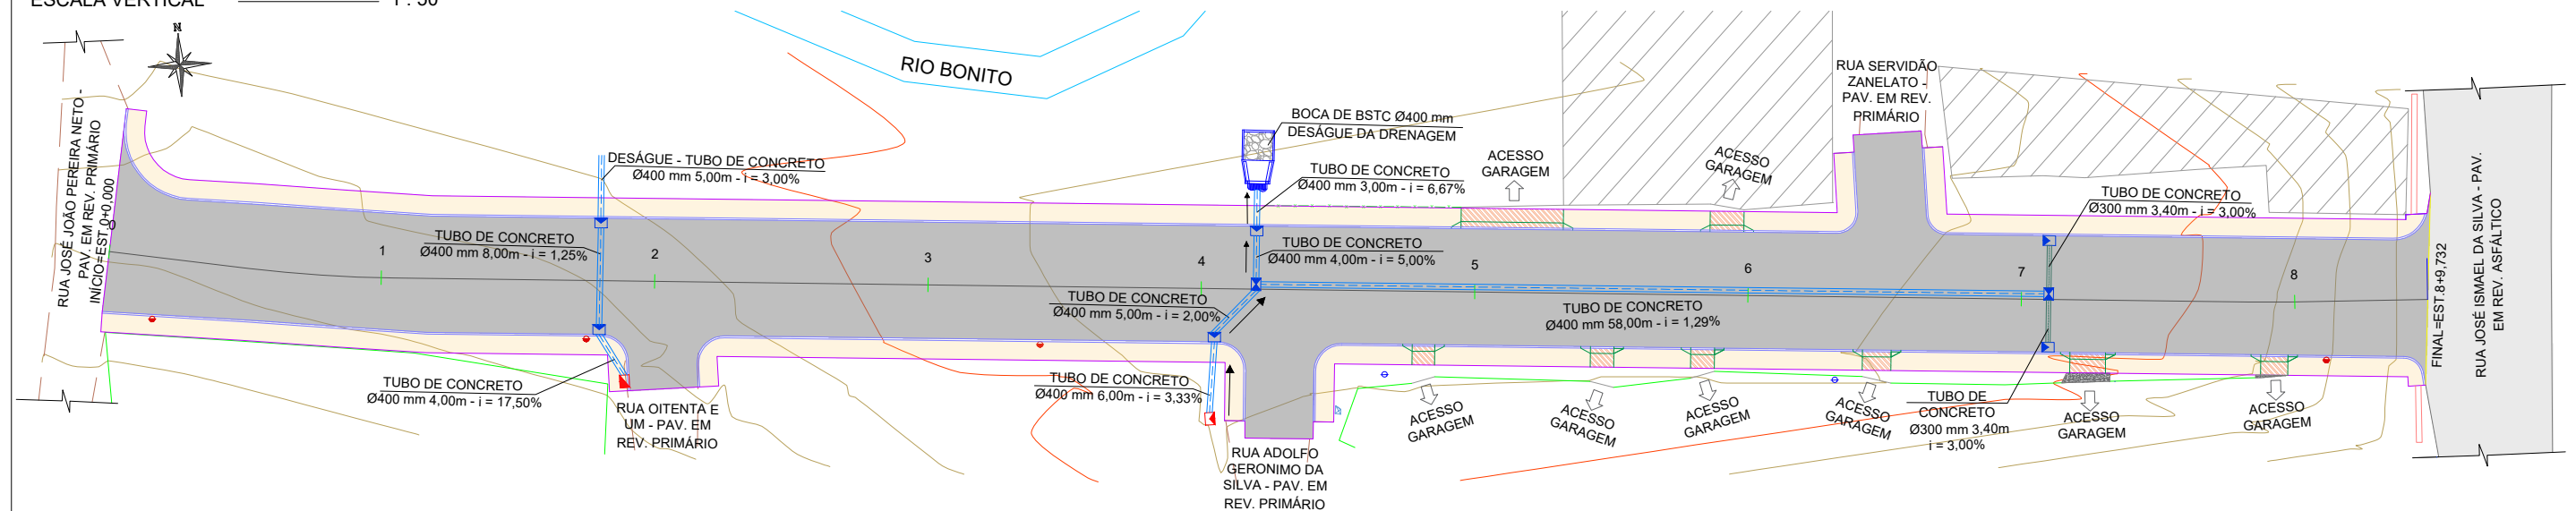 ESCALA VERTICAL 1 : 50
N
RUA JOSÉ JOÃO PEREIRA NETO -
PAV. EM REV. PRIMÁRIO
INÍCIO=EST.0+0,000
0
RIO BONITO
DESÁGUE - TUBO DE CONCRETO
Ø400 mm 5,00m - i = 3,00%
TUBO DE CONCRETO
Ø400 mm 8,00m - i = 1,25%
TUBO DE CONCRETO
Ø400 mm 4,00m - i = 17,50%
RUA OITENTA E
UM - PAV. EM
REV. PRIMÁRIO
1
2
3
4
5
6
7
8
BOCA DE BSTC Ø400 mm
DESÁGUE DA DRENAGEM
TUBO DE CONCRETO
Ø400 mm 3,00m - i = 6,67%
TUBO DE CONCRETO
Ø400 mm 4,00m - i = 5,00%
TUBO DE CONCRETO
Ø400 mm 5,00m - i = 2,00%
TUBO DE CONCRETO
Ø400 mm 6,00m - i = 3,33%
RUA ADOLFO
GERONIMO DA
SILVA - PAV. EM
REV. PRIMÁRIO
TUBO DE CONCRETO
Ø400 mm 58,00m - i = 1,29%
ACESSO
GARAGEM
ACESSO
GARAGEM
RUA SERVIDÃO
ZANELATO -
PAV. EM REV.
PRIMÁRIO
TUBO DE CONCRETO
Ø300 mm 3,40m - i = 3,00%
ACESSO
GARAGEM
ACESSO
GARAGEM
ACESSO
GARAGEM
ACESSO
GARAGEM
TUBO DE
CONCRETO
Ø300 mm 3,40m
i = 3,00%
ACESSO
GARAGEM
ACESSO
GARAGEM
FINAL=EST.8+9,732
RUA JOSÉ ISMAEL DA SILVA - PAV.
EM REV. ASFÁLTICO